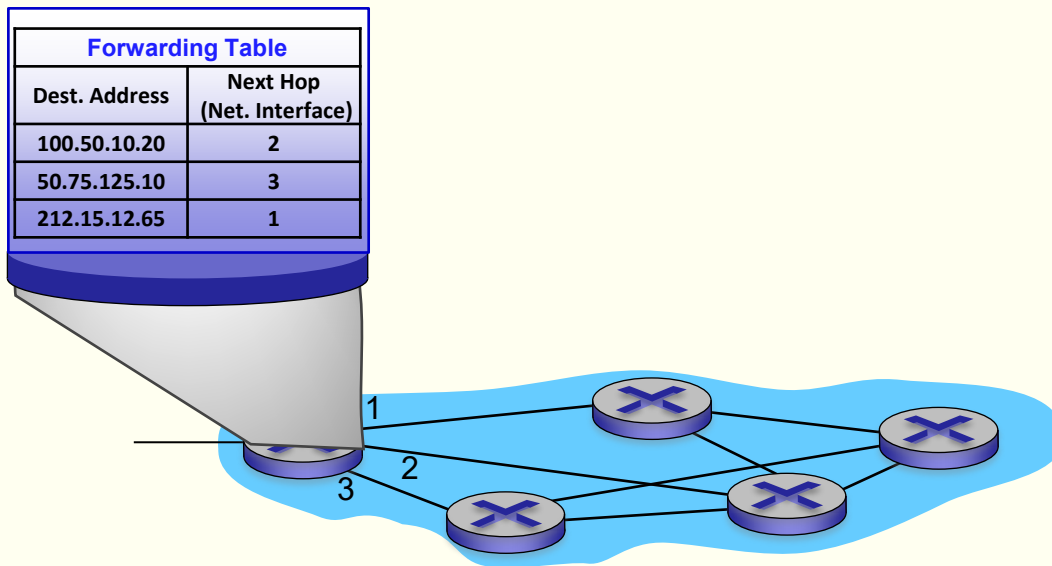 Forwarding Table
Dest. Address
Next Hop
(Net. Interface)
100.50.10.20 2
50.75.125.10 3
212.15.12.65 1
1
2
3